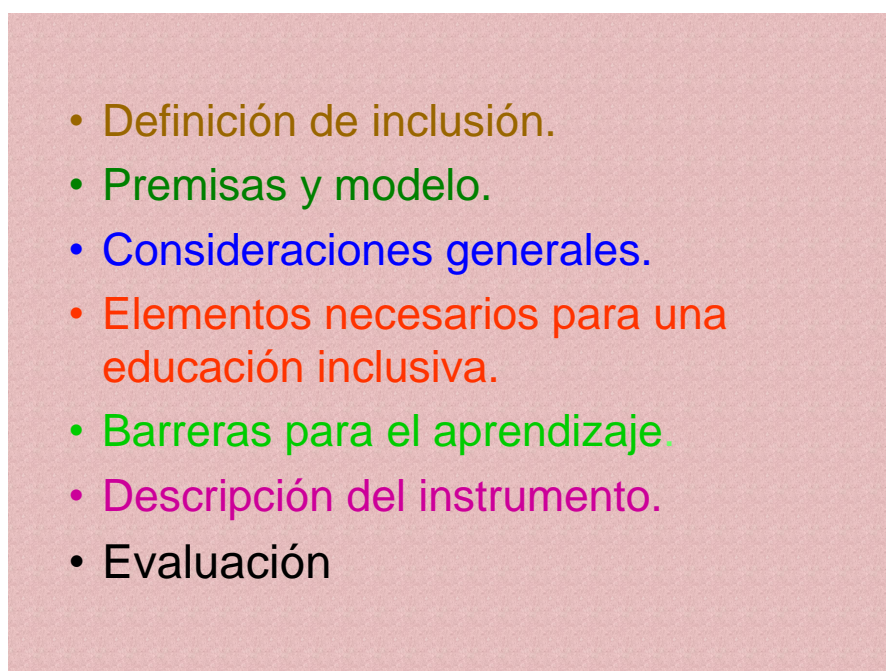 • Definición de inclusión.
• Premisas y modelo.
• Consideraciones generales.
• Elementos necesarios para una
educación inclusiva.
• Barreras para el aprendizaje.
• Descripción del instrumento.
• Evaluación